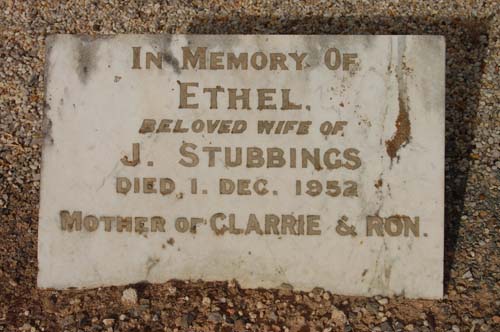 IN MEMORY OF
ETHEL,
BELOVED WIFE OF
J. STUBBINGS
DIED 1. DEC. 1952
MOTHER OF CLARRIE & RON.